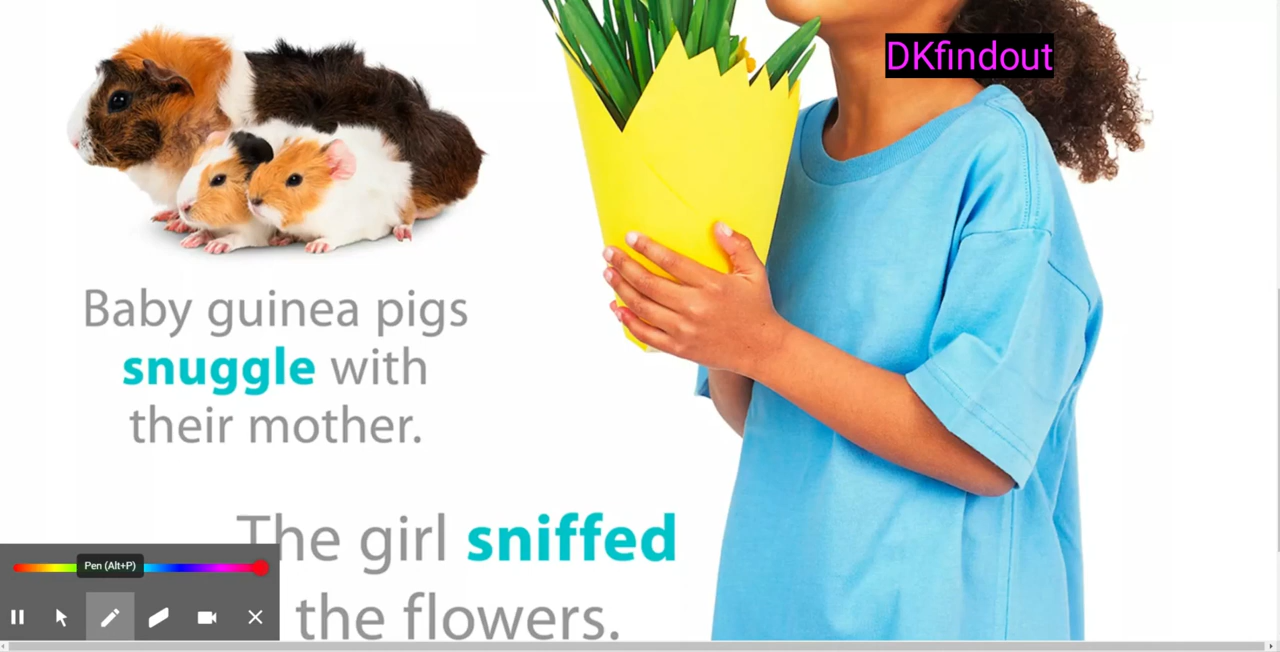 DKfindout
Baby guinea pigs
snuggle with
their mother.
The girl sniffed
the flowers.
Pen (Alt+P)